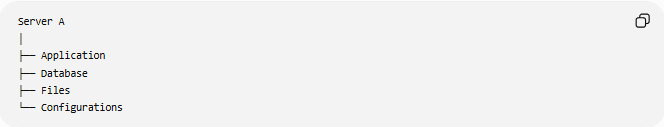 Server A
│
├── Application
├── Database
├── Files
└── Configurations